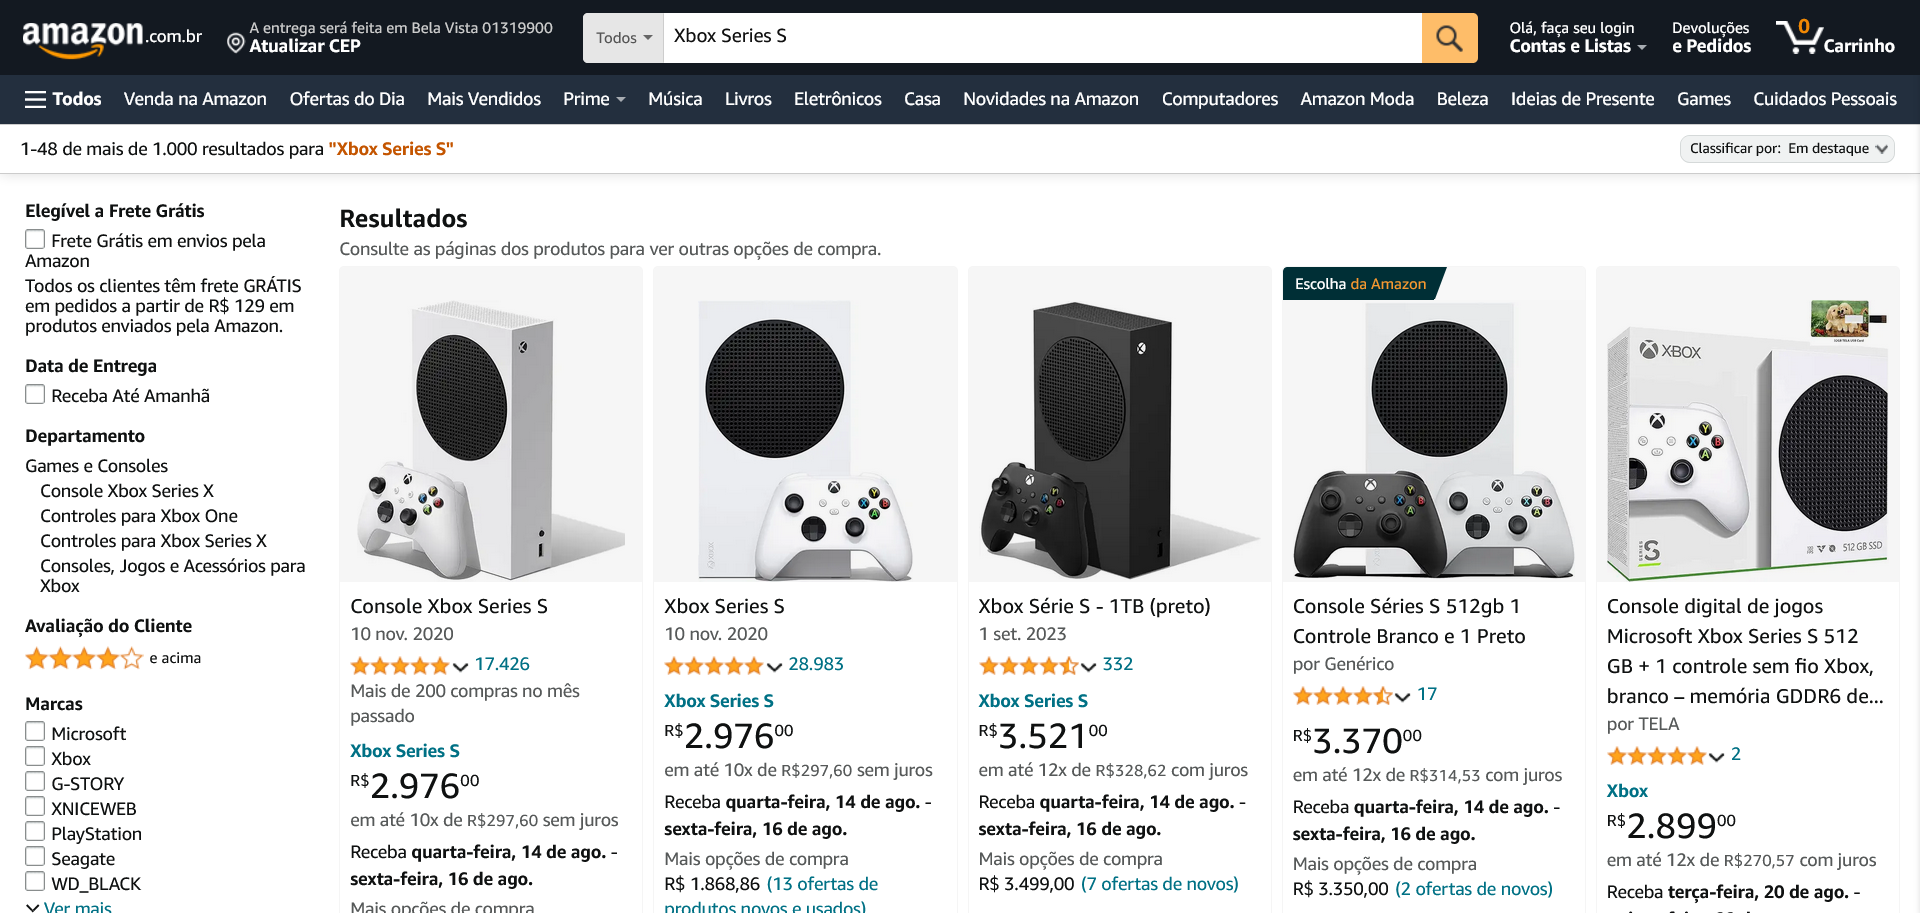 amazon.com.br
A entrega será feita em Bela Vista 01319900
Atualizar CEP
Todos
Xbox Series S
Olá, faça seu login
Contas e Listas
Devoluções
e Pedidos
0
Carrinho
Todos Venda na Amazon Ofertas do Dia Mais Vendidos Prime Música Livros Eletrônicos Casa Novidades na Amazon Computadores Amazon Moda Beleza Ideias de Presente Games Cuidados Pessoais
1-48 de mais de 1.000 resultados para "Xbox Series S"
Classificar por: Em destaque
Elegível a Frete Grátis
Frete Grátis em envios pela
Amazon
Todos os clientes têm frete GRÁTIS
em pedidos a partir de R$ 129 em
produtos enviados pela Amazon.
Data de Entrega
Receba Até Amanhã
Departamento
Games e Consoles
Console Xbox Series X
Controles para Xbox One
Controles para Xbox Series X
Consoles, Jogos e Acessórios para
Xbox
Avaliação do Cliente
e acima
Marcas
Microsoft
Xbox
G-STORY
XNICEWEB
PlayStation
Seagate
WD_BLACK
Ver mais
Resultados
Consulte as páginas dos produtos para ver outras opções de compra.
Console Xbox Series S
10 nov. 2020
17.426
Mais de 200 compras no mês
passado
Xbox Series S
R$2.97600
em até 10x de R$297,60 sem juros
Receba quarta-feira, 14 de ago. -
sexta-feira, 16 de ago.
Mais opções de compra
Xbox Series S
10 nov. 2020
28.983
Xbox Series S
R$2.97600
em até 10x de R$297,60 sem juros
Receba quarta-feira, 14 de ago. -
sexta-feira, 16 de ago.
Mais opções de compra
R$ 1.868,86 (13 ofertas de
produtos novos e usados)
Xbox Série S - 1TB (preto)
1 set. 2023
332
Xbox Series S
R$3.52100
em até 12x de R$328,62 com juros
Receba quarta-feira, 14 de ago. -
sexta-feira, 16 de ago.
Mais opções de compra
R$ 3.499,00 (7 ofertas de novos)
Escolha da Amazon
Console Séries S 512gb 1
Controle Branco e 1 Preto
por Genérico
17
R$3.37000
em até 12x de R$314,53 com juros
Receba quarta-feira, 14 de ago. -
sexta-feira, 16 de ago.
Mais opções de compra
R$ 3.350,00 (2 ofertas de novos)
XBOX
SERIES
S
512 GB SSD
Console digital de jogos
Microsoft Xbox Series S 512
GB + 1 controle sem fio Xbox,
branco – memória GDDR6 de...
por TELA
2
Xbox
R$2.89900
em até 12x de R$270,57 com juros
Receba terça-feira, 20 de ago. -